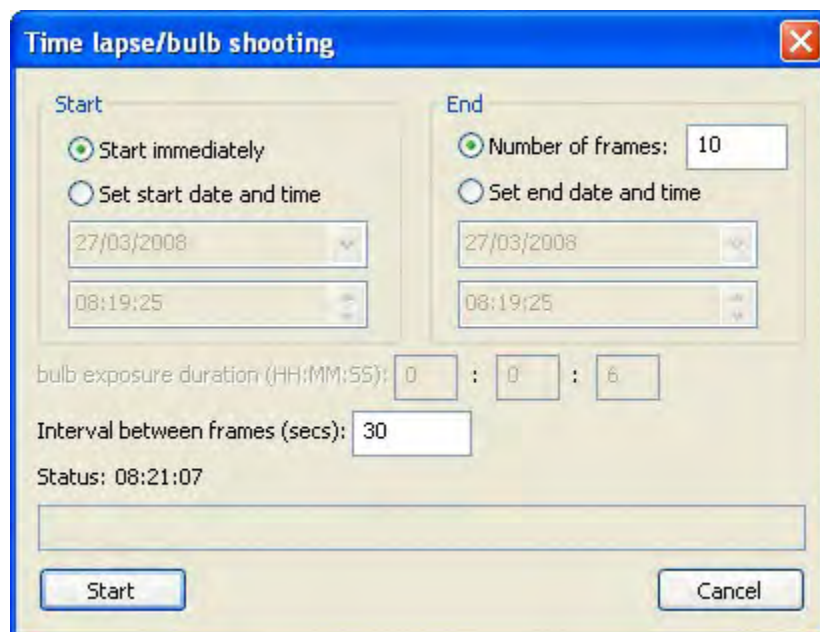 Time lapse/bulb shooting
Start
Start immediately
Set start date and time
27/03/2008
08:19:25
End
Number of frames: 10
Set end date and time
27/03/2008
08:19:25
bulb exposure duration (HH:MM:SS): 0 : 0 : 6
Interval between frames (secs): 30
Status: 08:21:07
Start
Cancel